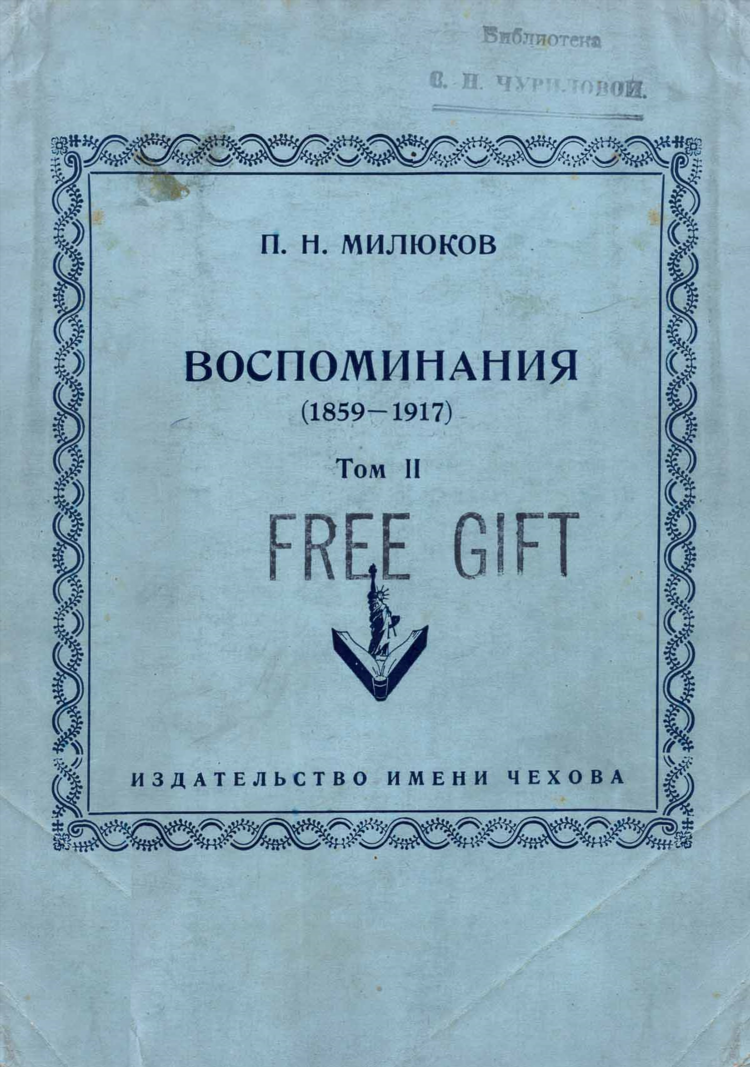 Библиотека
С. Н. ЧУРИЛОВОЙ.
П. Н. МИЛЮКОВ
ВОСПОМИНАНИЯ
(1859—1917)
Том II
FREE GIFT
ИЗДАТЕЛЬСТВО ИМЕНИ ЧЕХОВА